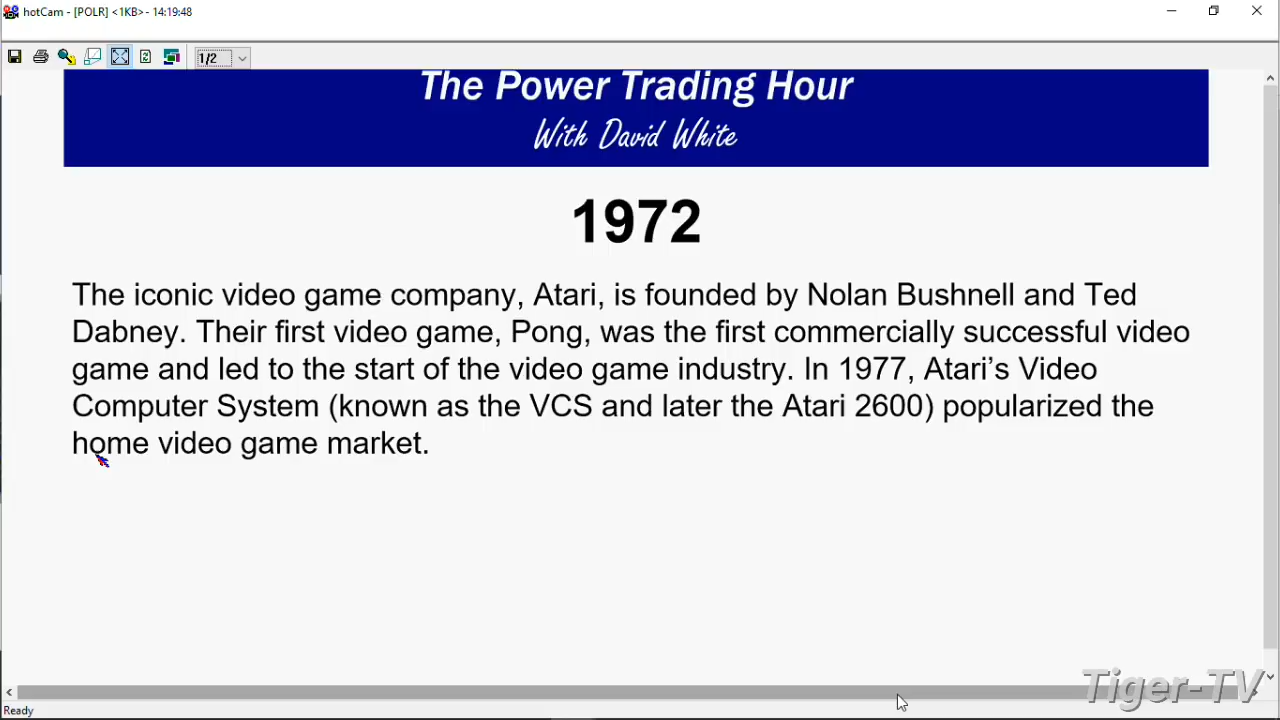 hotCam - [POLR] <1KB> - 14:19:48
1/2
The Power Trading Hour
With David White
1972
The iconic video game company, Atari, is founded by Nolan Bushnell and Ted
Dabney. Their first video game, Pong, was the first commercially successful video
game and led to the start of the video game industry. In 1977, Atari’s Video
Computer System (known as the VCS and later the Atari 2600) popularized the
home video game market.
Tiger-TV
Ready